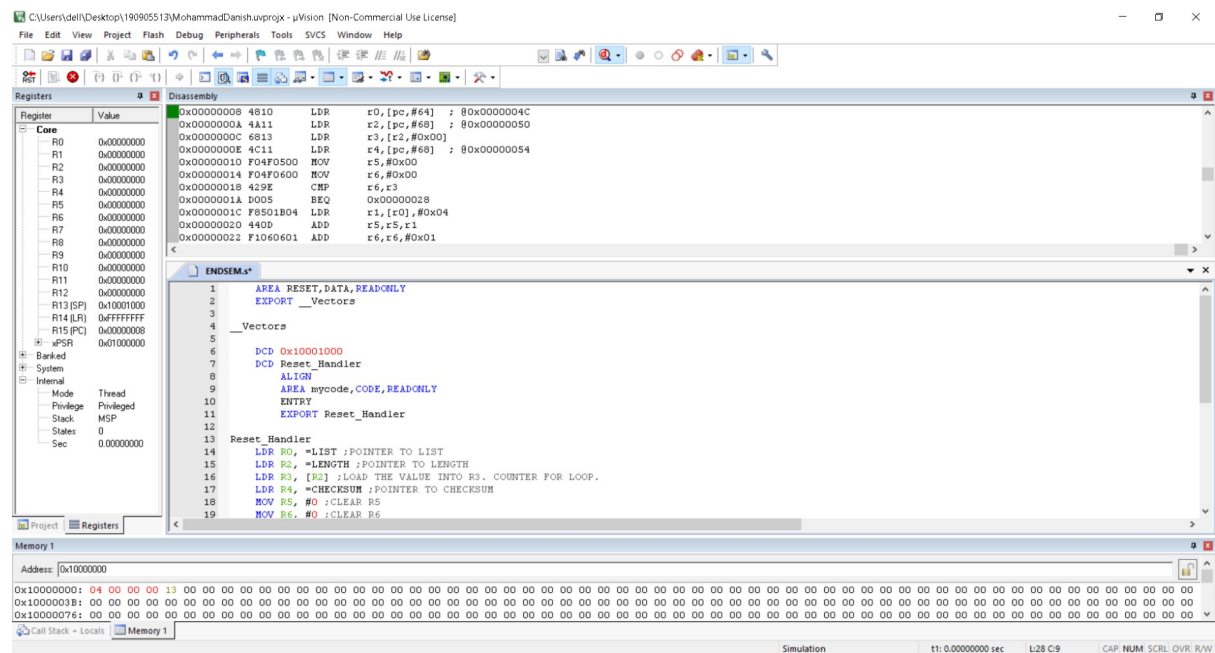 C:\Users\dell\Desktop\190905513\MohammadDanish.uvprojx - µVision [Non-Commercial Use License]
File Edit View Project Flash Debug Peripherals Tools SVCS Window Help
RST
Registers
Register Value
Core
R0 0x00000000
R1 0x00000000
R2 0x00000000
R3 0x00000000
R4 0x00000000
R5 0x00000000
R6 0x00000000
R7 0x00000000
R8 0x00000000
R9 0x00000000
R10 0x00000000
R11 0x00000000
R12 0x00000000
R13 (SP) 0x10001000
R14 (LR) 0xFFFFFFFF
R15 (PC) 0x00000008
xPSR 0x01000000
Banked
System
Internal
Mode Thread
Privilege Privileged
Stack MSP
States 0
Sec 0.00000000
Project Registers
Disassembly
0x00000008 4810 LDR r0,[pc,#64] ; @0x0000004C
0x0000000A 4A11 LDR r2,[pc,#68] ; @0x00000050
0x0000000C 6813 LDR r3,[r2,#0x00]
0x0000000E 4C11 LDR r4,[pc,#68] ; @0x00000054
0x00000010 F04F0500 MOV r5,#0x00
0x00000014 F04F0600 MOV r6,#0x00
0x00000018 429E CMP r6,r3
0x0000001A D005 BEQ 0x00000028
0x0000001C F8501B04 LDR r1,[r0],#0x04
0x00000020 440D ADD r5,r5,r1
0x00000022 F1060601 ADD r6,r6,#0x01
ENDSEM.s*
1 AREA RESET,DATA,READONLY
2 EXPORT __Vectors
3
4 __Vectors
5
6 DCD 0x10001000
7 DCD Reset_Handler
8 ALIGN
9 AREA mycode,CODE,READONLY
10 ENTRY
11 EXPORT Reset_Handler
12
13 Reset_Handler
14 LDR R0, =LIST ;POINTER TO LIST
15 LDR R2, =LENGTH ;POINTER TO LENGTH
16 LDR R3, [R2] ;LOAD THE VALUE INTO R3. COUNTER FOR LOOP.
17 LDR R4, =CHECKSUM ;POINTER TO CHECKSUM
18 MOV R5, #0 ;CLEAR R5
19 MOV R6, #0 ;CLEAR R6
Memory 1
Address: 0x10000000
0x10000000: 04 00 00 00 13 00 00 00 00 00 00 00 00 00 00 00 00 00 00 00 00 00 00 00 00 00 00 00 00 00 00 00 00 00 00 00 00 00 00 00 00 00 00 00 00 00 00 00 00 00 00 00 00 00 00 00 00 00 00
0x1000003B: 00 00 00 00 00 00 00 00 00 00 00 00 00 00 00 00 00 00 00 00 00 00 00 00 00 00 00 00 00 00 00 00 00 00 00 00 00 00 00 00 00 00 00 00 00 00 00 00 00 00 00 00 00 00 00 00 00 00 00
0x10000076: 00 00 00 00 00 00 00 00 00 00 00 00 00 00 00 00 00 00 00 00 00 00 00 00 00 00 00 00 00 00 00 00 00 00 00 00 00 00 00 00 00 00 00 00 00 00 00 00 00 00 00 00 00 00 00 00 00 00 00
Call Stack + Locals Memory 1
Simulation t1: 0.00000000 sec L:28 C:9 CAP NUM SCRL OVR R/W